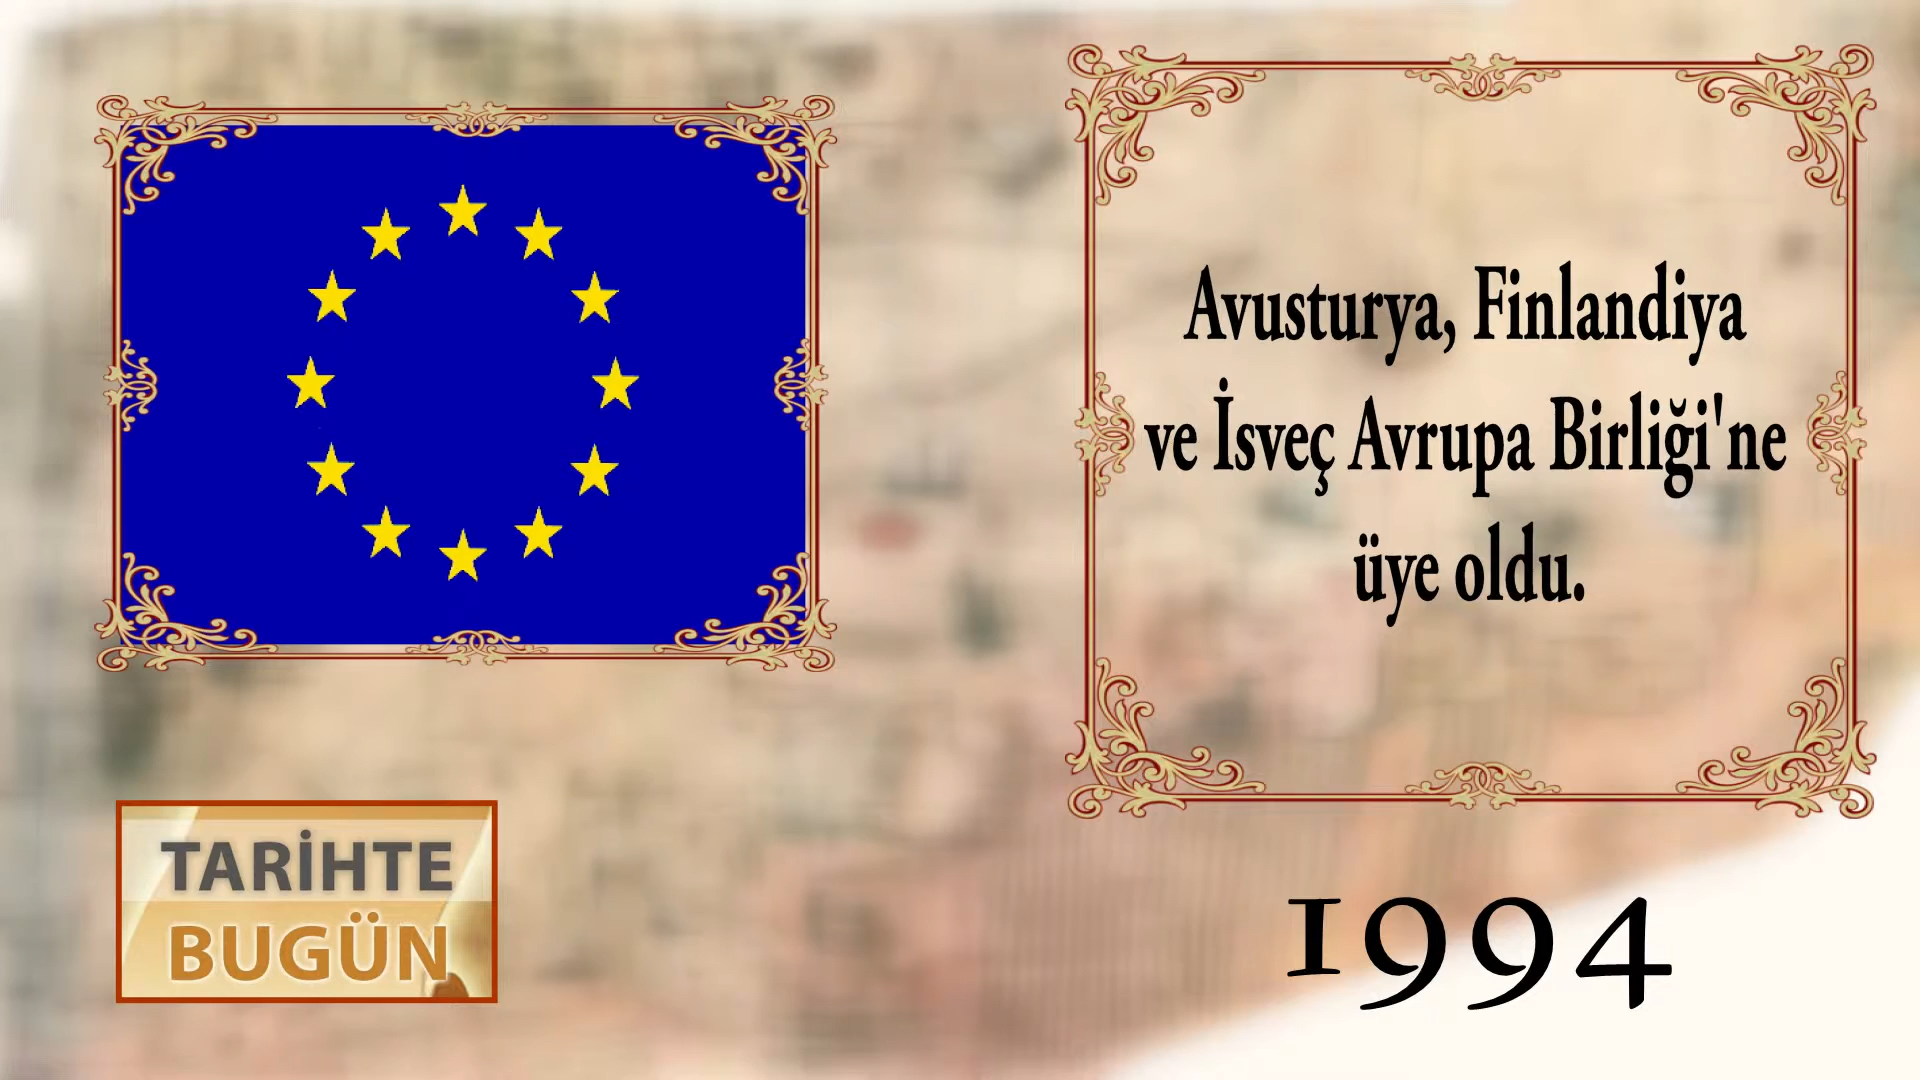 Avusturya, Finlandiya
ve İsveç Avrupa Birliği'ne
üye oldu.
TARİHTE
BUGÜN
1994